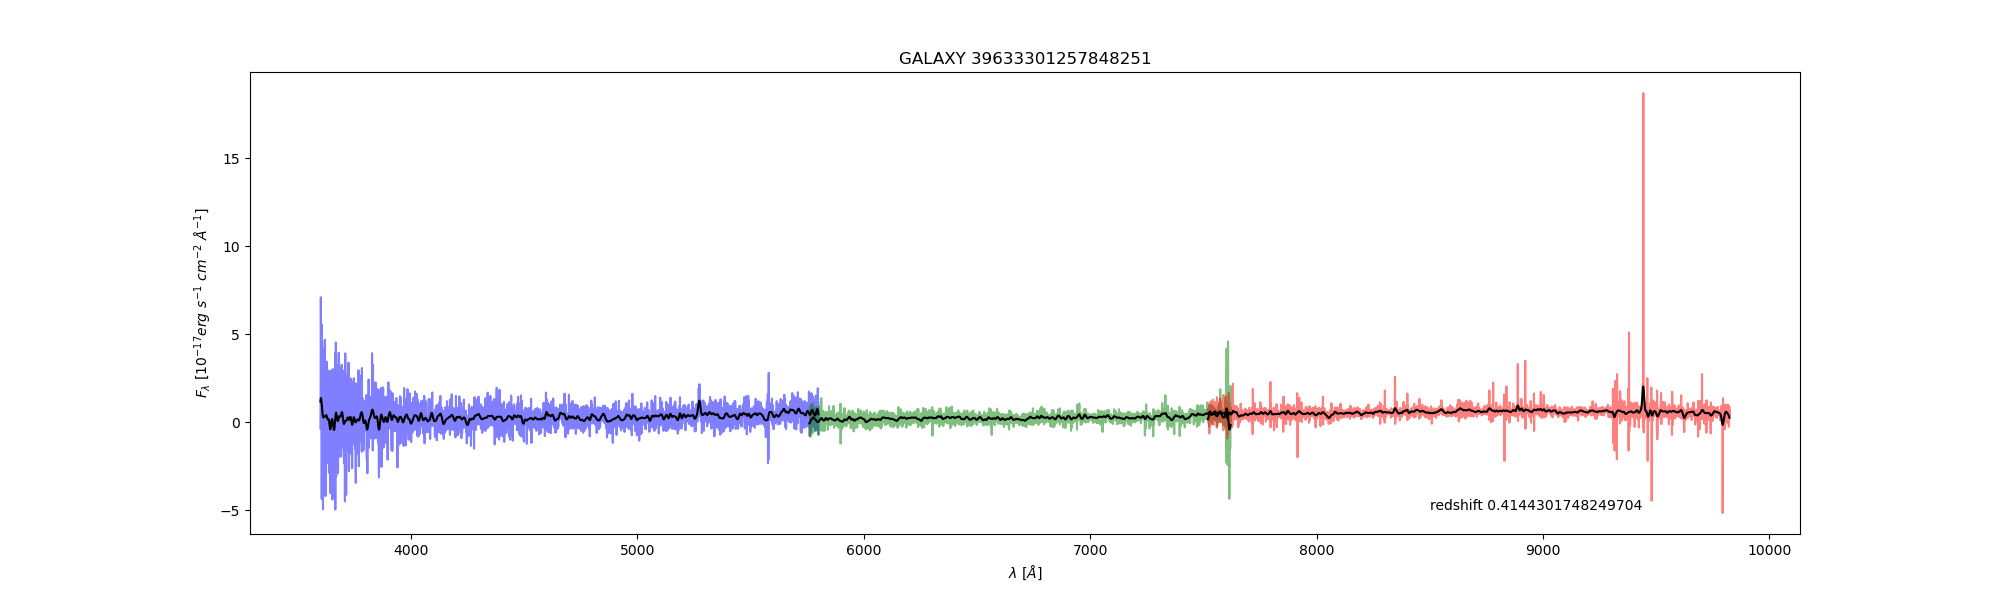 GALAXY 39633301257848251
F_λ [10^−17 erg s^−1 cm^−2 Å^−1]
15
10
5
0
−5
redshift 0.4144301748249704
4000 5000 6000 7000 8000 9000 10000
λ [Å]